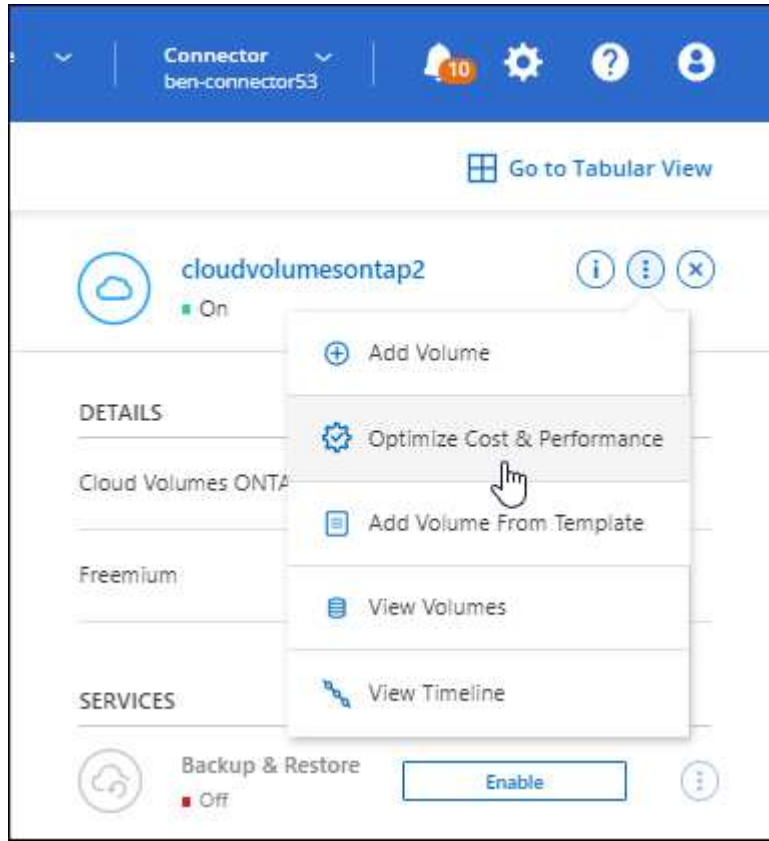 Connector
ben-connector53
10
Go to Tabular View
cloudvolumesontap2
On
Add Volume
DETAILS
Optimize Cost & Performance
Cloud Volumes ONTA
Add Volume From Template
Freemium
View Volumes
View Timeline
SERVICES
Backup & Restore
Off
Enable